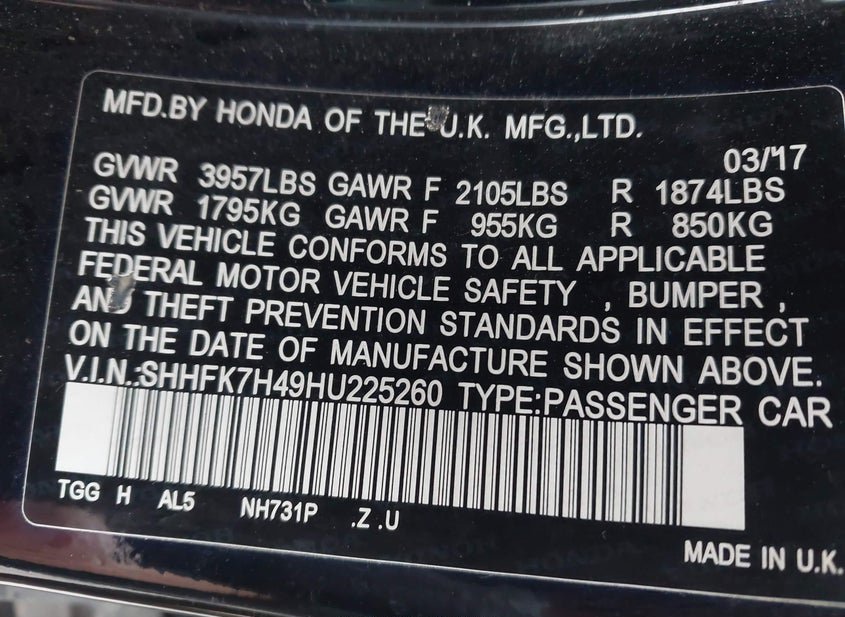 MFD.BY HONDA OF THE U.K. MFG.,LTD.
03/17
GVWR 3957LBS GAWR F 2105LBS R 1874LBS
GVWR 1795KG GAWR F 955KG R 850KG
THIS VEHICLE CONFORMS TO ALL APPLICABLE
FEDERAL MOTOR VEHICLE SAFETY , BUMPER ,
AND THEFT PREVENTION STANDARDS IN EFFECT
ON THE DATE OF MANUFACTURE SHOWN ABOVE.
V.I.N.:SHHFK7H49HU225260 TYPE:PASSENGER CAR
TGG H AL5 NH731P .Z .U
MADE IN U.K.